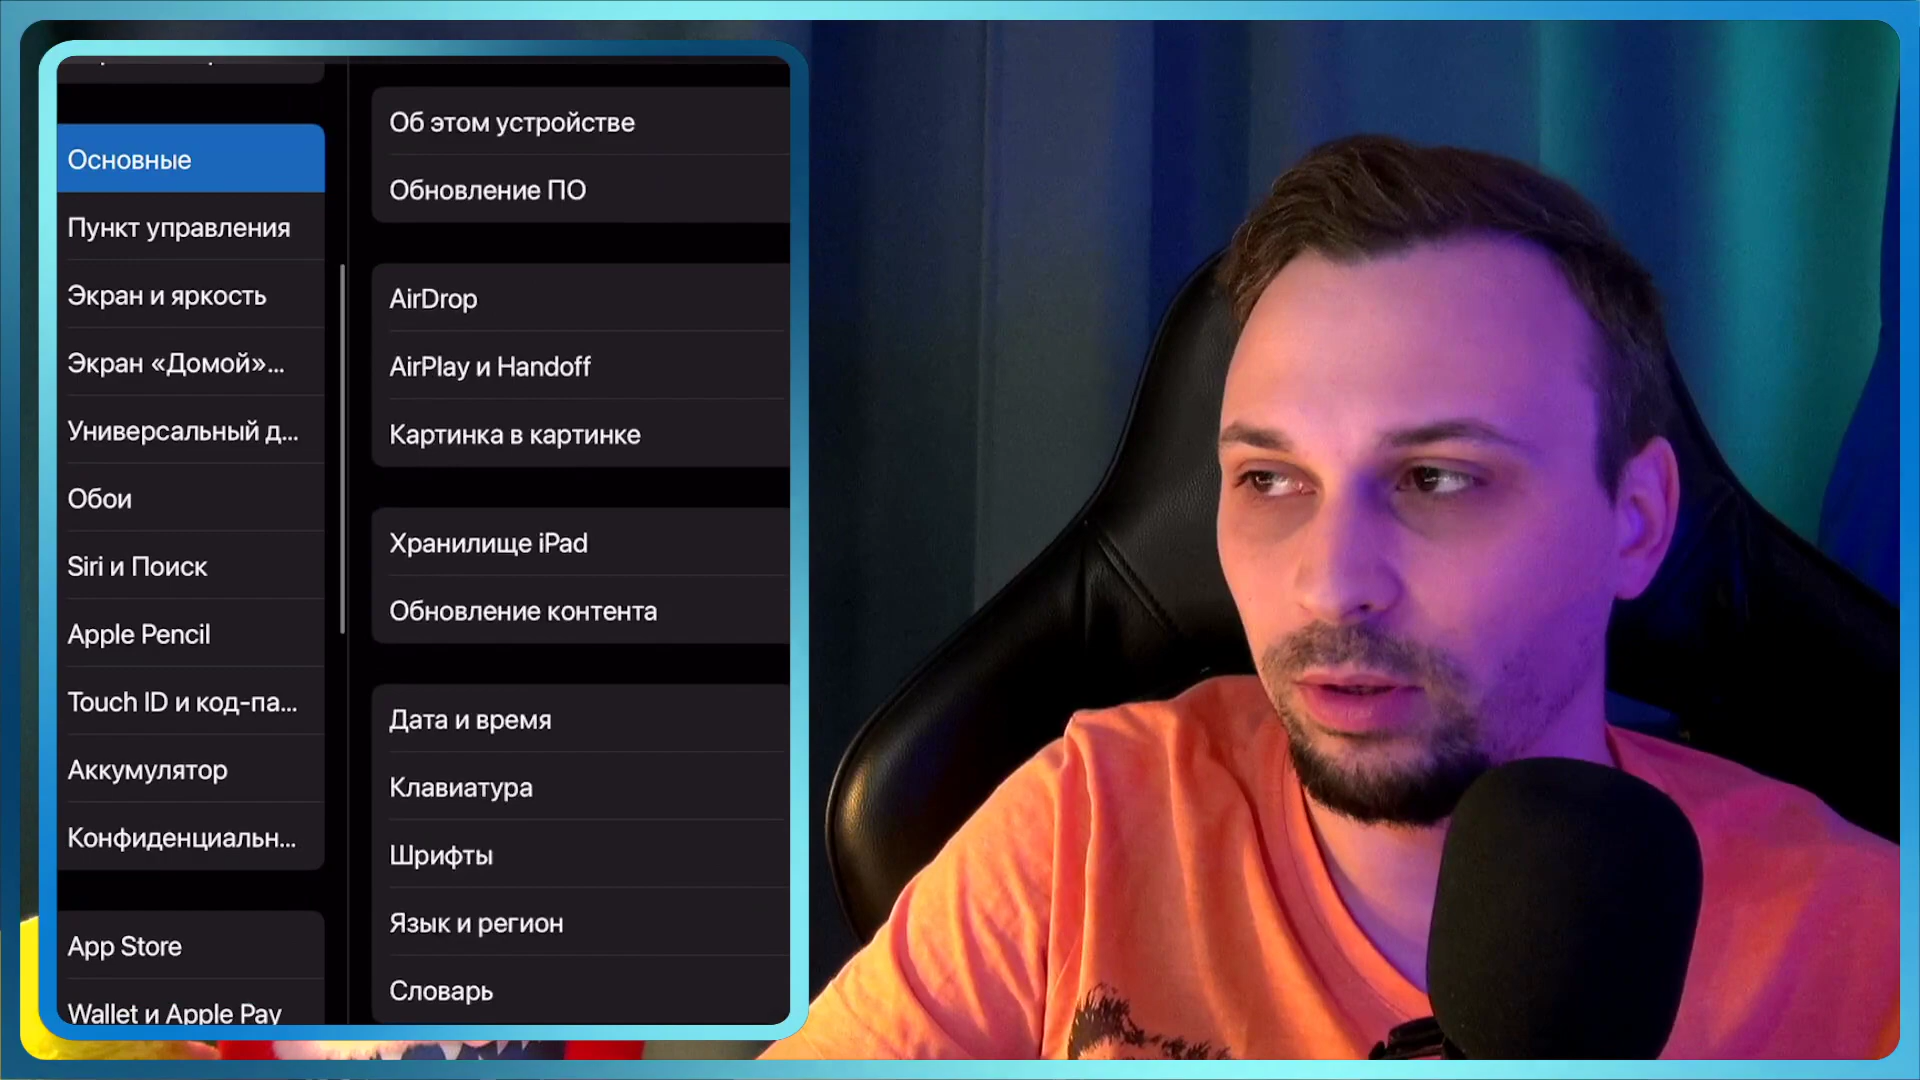 Основные
Пункт управления
Экран и яркость
Экран «Домой»...
Универсальный д...
Обои
Siri и Поиск
Apple Pencil
Touch ID и код-па...
Аккумулятор
Конфиденциальн...
App Store
Wallet и Apple Pay
Об этом устройстве
Обновление ПО
AirDrop
AirPlay и Handoff
Картинка в картинке
Хранилище iPad
Обновление контента
Дата и время
Клавиатура
Шрифты
Язык и регион
Словарь